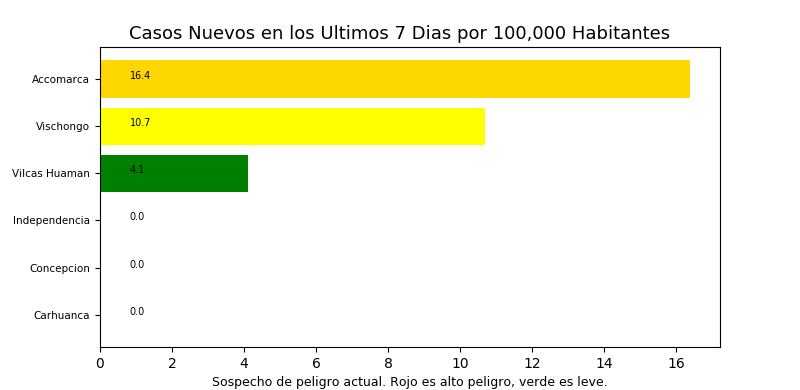 Casos Nuevos en los Ultimos 7 Dias por 100,000 Habitantes
Accomarca 16.4
Vischongo 10.7
Vilcas Huaman 4.1
Independencia 0.0
Concepcion 0.0
Carhuanca 0.0
0 2 4 6 8 10 12 14 16
Sospecho de peligro actual. Rojo es alto peligro, verde es leve.